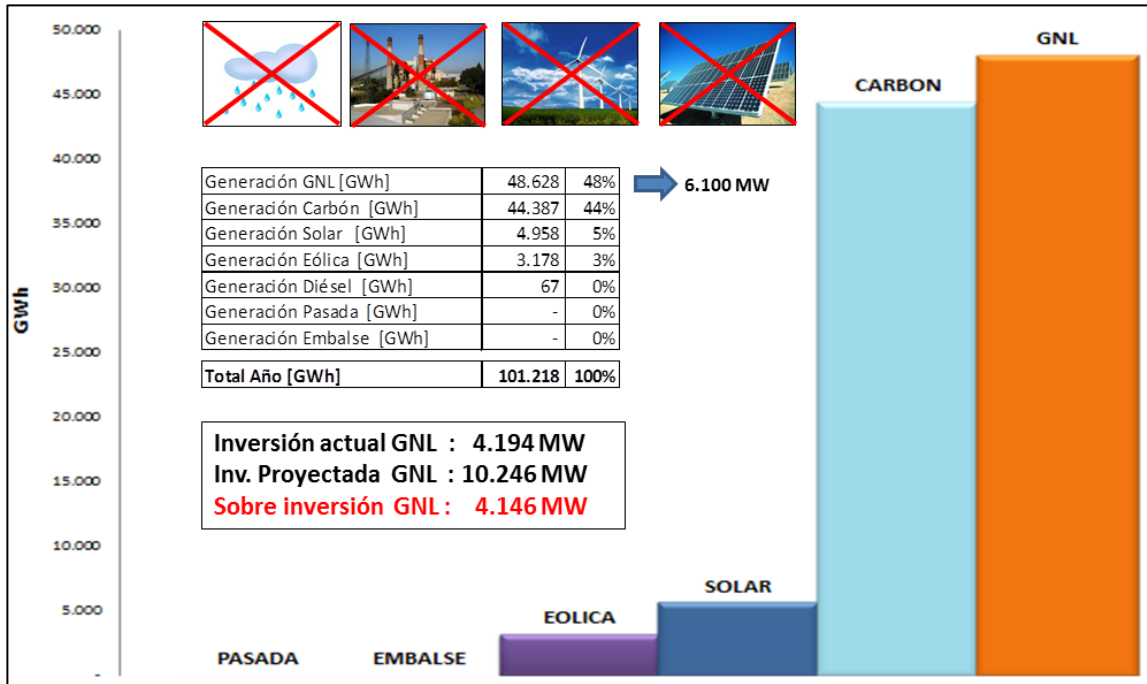 50.000
45.000
40.000
35.000
30.000
25.000
20.000
15.000
10.000
5.000
-
GWh
Generación GNL [GWh] 48.628 48%
6.100 MW
Generación Carbón [GWh] 44.387 44%
Generación Solar [GWh] 4.958 5%
Generación Eólica [GWh] 3.178 3%
Generación Diésel [GWh] 67 0%
Generación Pasada [GWh] - 0%
Generación Embalse [GWh] - 0%
Total Año [GWh] 101.218 100%
Inversión actual GNL : 4.194 MW
Inv. Proyectada GNL : 10.246 MW
Sobre inversión GNL : 4.146 MW
PASADA
EMBALSE
EOLICA
SOLAR
CARBON
GNL